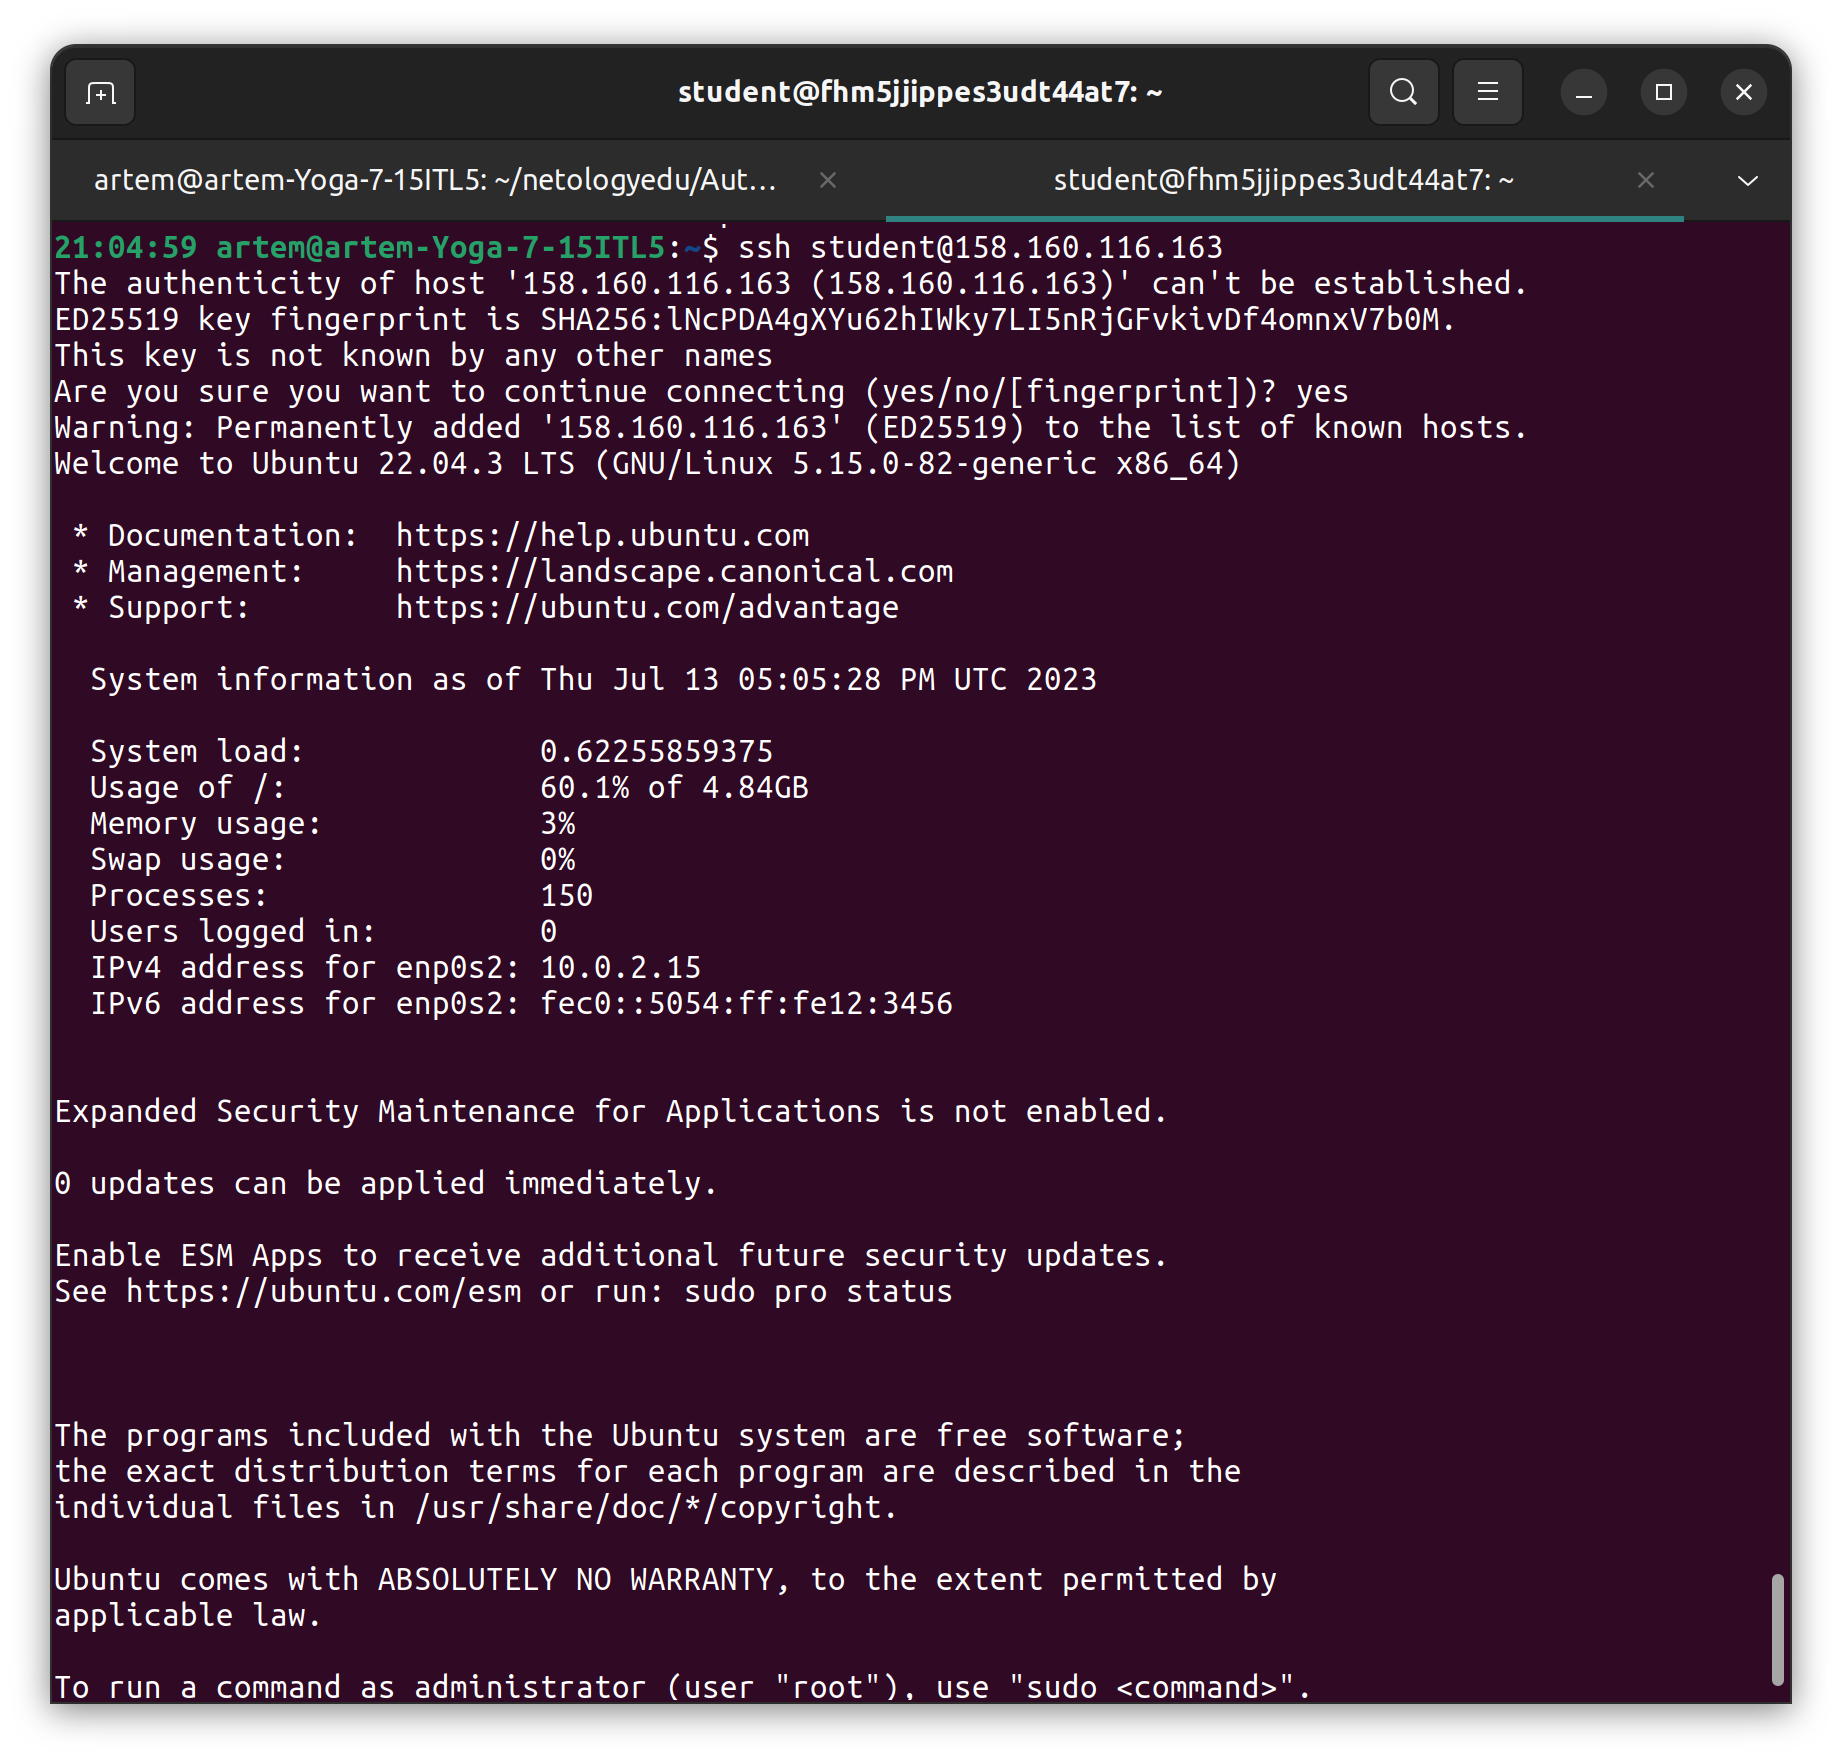 student@fhm5jjippes3udt44at7: ~
artem@artem-Yoga-7-15ITL5: ~/netologyedu/Aut...
student@fhm5jjippes3udt44at7: ~
21:04:59 artem@artem-Yoga-7-15ITL5:~$ ssh student@158.160.116.163
The authenticity of host '158.160.116.163 (158.160.116.163)' can't be established.
ED25519 key fingerprint is SHA256:lNcPDA4gXYu62hIWky7LI5nRjGFvkivDf4omnxV7b0M.
This key is not known by any other names
Are you sure you want to continue connecting (yes/no/[fingerprint])? yes
Warning: Permanently added '158.160.116.163' (ED25519) to the list of known hosts.
Welcome to Ubuntu 22.04.3 LTS (GNU/Linux 5.15.0-82-generic x86_64)
* Documentation:  https://help.ubuntu.com
* Management:     https://landscape.canonical.com
* Support:        https://ubuntu.com/advantage
System information as of Thu Jul 13 05:05:28 PM UTC 2023
System load:             0.62255859375
Usage of /:              60.1% of 4.84GB
Memory usage:            3%
Swap usage:              0%
Processes:               150
Users logged in:         0
IPv4 address for enp0s2: 10.0.2.15
IPv6 address for enp0s2: fec0::5054:ff:fe12:3456
Expanded Security Maintenance for Applications is not enabled.
0 updates can be applied immediately.
Enable ESM Apps to receive additional future security updates.
See https://ubuntu.com/esm or run: sudo pro status
The programs included with the Ubuntu system are free software;
the exact distribution terms for each program are described in the
individual files in /usr/share/doc/*/copyright.
Ubuntu comes with ABSOLUTELY NO WARRANTY, to the extent permitted by
applicable law.
To run a command as administrator (user "root"), use "sudo <command>".